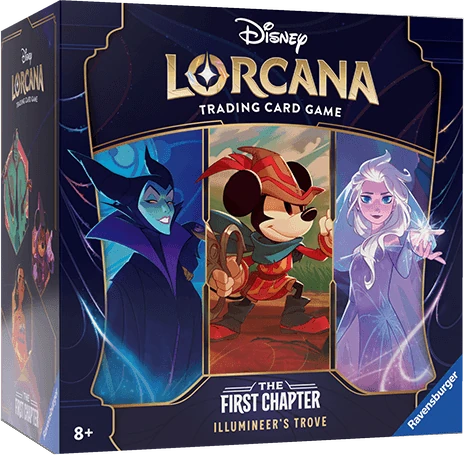 Disney
LORCANA
TRADING CARD GAME
THE
FIRST CHAPTER
ILLUMINEER'S TROVE
8+
Ravensburger